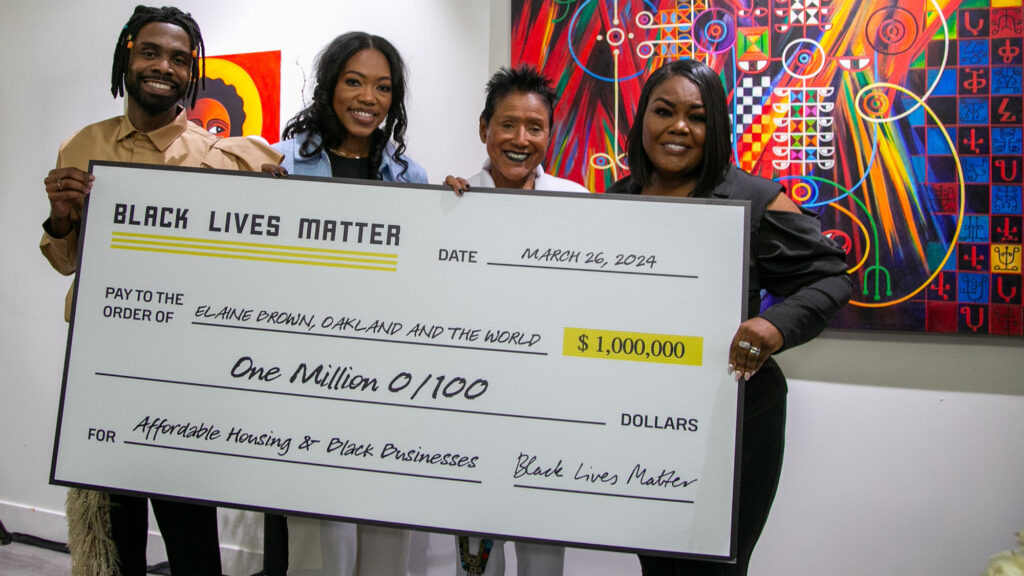 BLACK LIVES MATTER
DATE MARCH 26, 2024
PAY TO THE
ORDER OF ELAINE BROWN, OAKLAND AND THE WORLD $ 1,000,000
One Million 0/100 DOLLARS
FOR Affordable Housing & Black Businesses Black Lives Matter